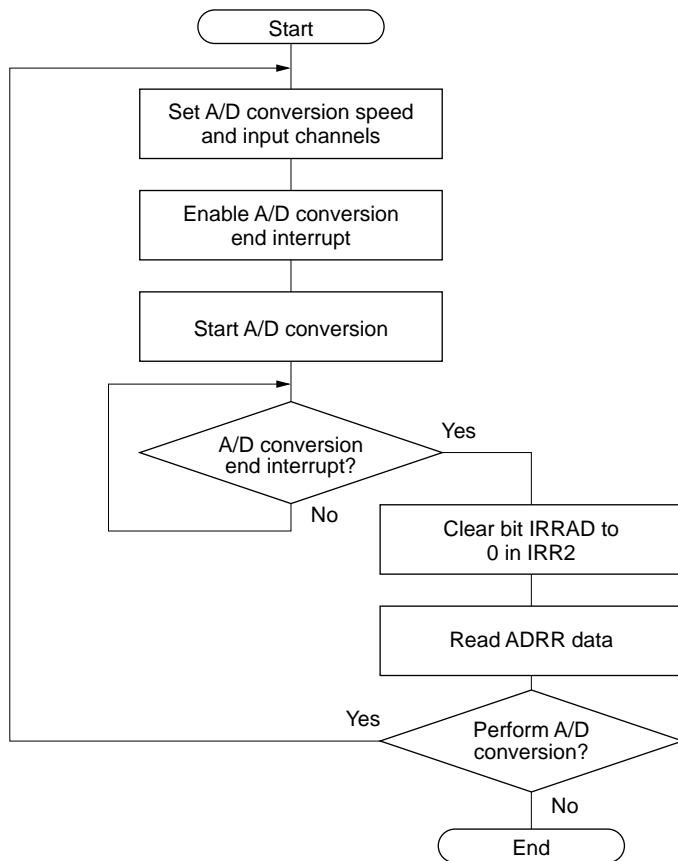 Start
Set A/D conversion speed
and input channels
Enable A/D conversion
end interrupt
Start A/D conversion
A/D conversion
end interrupt?
Yes
No
Clear bit IRRAD to
0 in IRR2
Read ADRR data
Yes
Perform A/D
conversion?
No
End